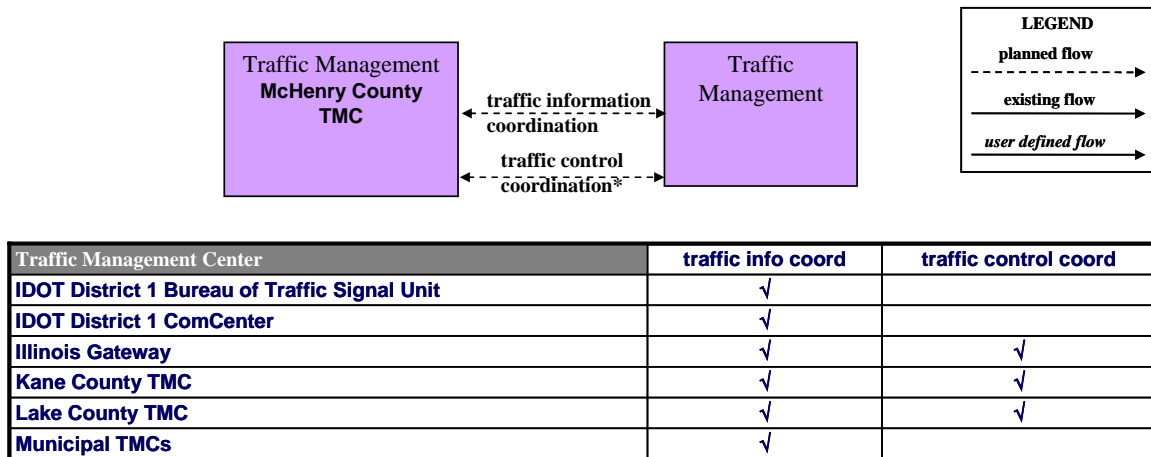 Traffic Management
McHenry County
TMC
traffic information
coordination
traffic control
coordination*
Traffic
Management
LEGEND
planned flow
existing flow
user defined flow
Traffic Management Center traffic info coord traffic control coord
IDOT District 1 Bureau of Traffic Signal Unit √
IDOT District 1 ComCenter √
Illinois Gateway √ √
Kane County TMC √ √
Lake County TMC √ √
Municipal TMCs √